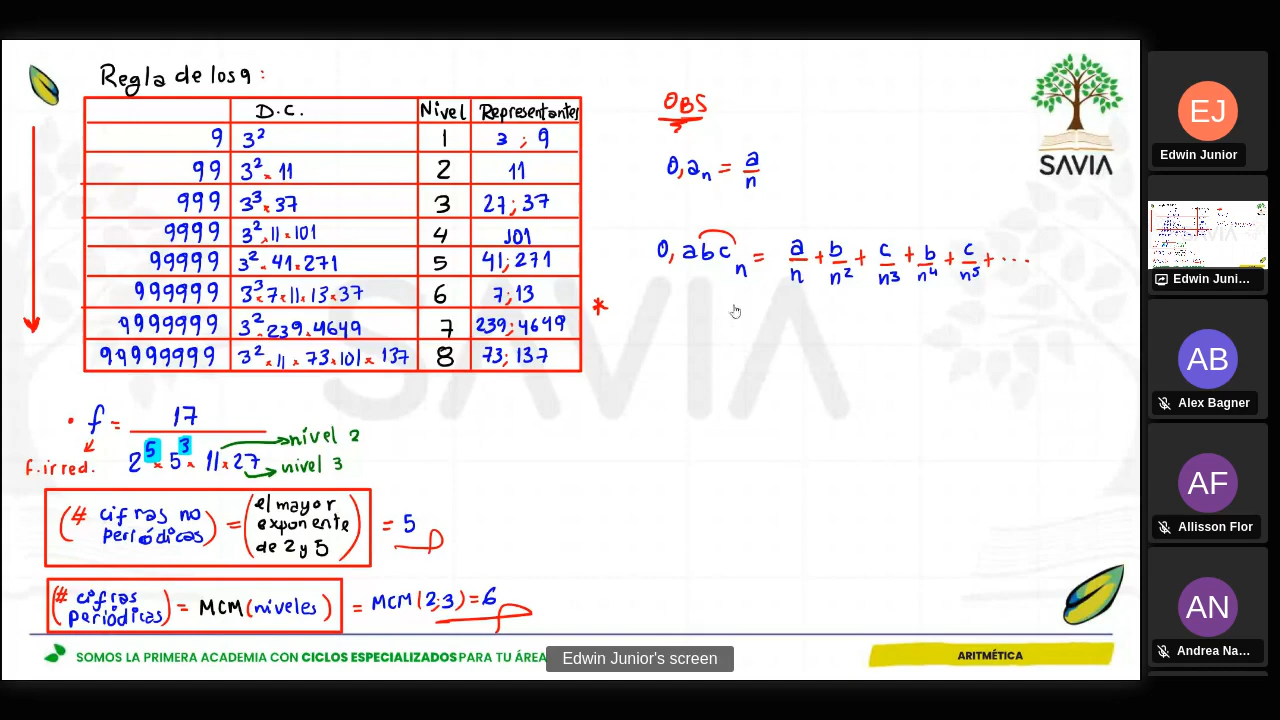 Regla de los 9:
D.C. Nivel Representantes
9 3² 1 3 ; 9
99 3² × 11 2 11
999 3³ × 37 3 27 ; 37
9999 3² × 11 × 101 4 101
99999 3² × 41 × 271 5 41 ; 271
999999 3³ × 7 × 11 × 13 × 37 6 7 ; 13
9999999 3² × 239 × 4649 7 239 ; 4649
99999999 3² × 11 × 73 × 101 × 137 8 73 ; 137
*
• f = 17 / 2⁵ × 5³ × 11 × 27
f. irred.
nivel 2
nivel 3
(# cifras no periódicas) = (el mayor exponente de 2 y 5) = 5
(# cifras periódicas) = MCM (niveles) = MCM (2;3) = 6
OBS
0,aₙ = a/n
0,abcₙ = a/n + b/n² + c/n³ + b/n⁴ + c/n⁵ + ...
SAVIA
SAVIA
SOMOS LA PRIMERA ACADEMIA CON CICLOS ESPECIALIZADOS PARA TU ÁREA
Edwin Junior's screen
ARITMÉTICA
EJ
Edwin Junior
Edwin Juni...
AB
Alex Bagner
AF
Allisson Flor
AN
Andrea Na...